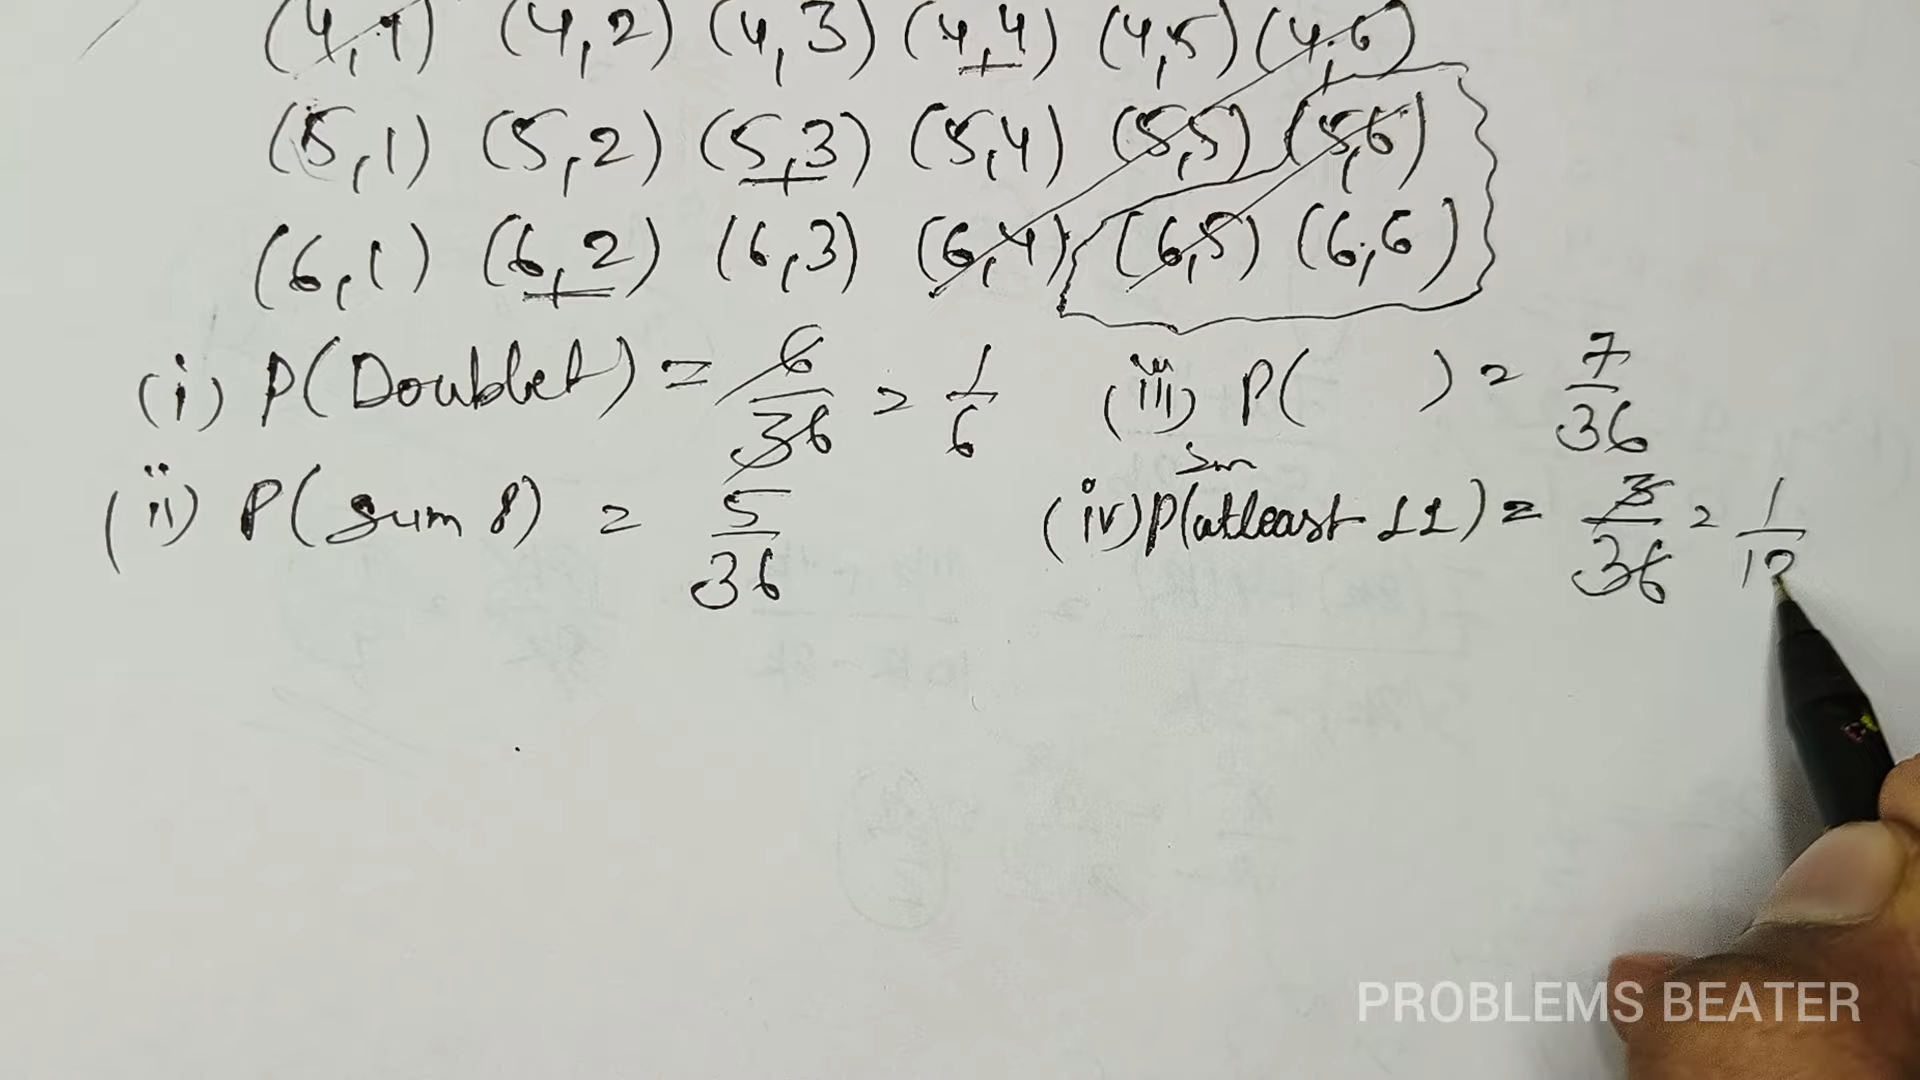 (4,1) (4,2) (4,3) (4,4) (4,5) (4,6)
(5,1) (5,2) (5,3) (5,4) (5,5) (5,6)
(6,1) (6,2) (6,3) (6,4) (6,5) (6,6)
(i) P(Doublet) = 6/36 = 1/6
(ii) P(sum 8) = 5/36
(iii) P( ) = 7/36
sum
(iv) P(atleast 11) = 3/36 = 1/12
PROBLEMS BEATER